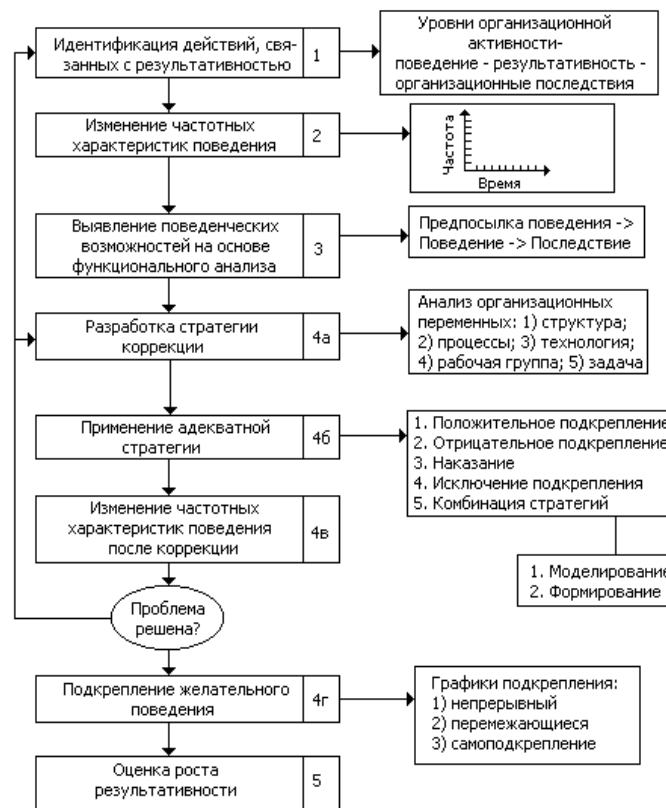 Идентификация действий, свя-
занных с результативностью
1
Уровни организационной
активности-
поведение - результативность -
организационные последствия
Изменение частотных
характеристик поведения
2
Частота
Время
Выявление поведенческих
возможностей на основе
функционального анализа
3
Предпосылка поведения ->
Поведение -> Последствие
Разработка стратегии
коррекции
4а
Анализ организационных
переменных: 1) структура;
2) процессы; 3) технология;
4) рабочая группа; 5) задача
Применение адекватной
стратегии
4б
1. Положительное подкрепление
2. Отрицательное подкрепление
3. Наказание
4. Исключение подкрепления
5. Комбинация стратегий
Изменение частотных
характеристик поведения
после коррекции
4в
1. Моделирование
2. Формирование
Проблема
решена?
Подкрепление желательного
поведения
4г
Графики подкрепления:
1) непрерывный
2) перемежающиеся
3) самоподкрепление
Оценка роста
результативности
5